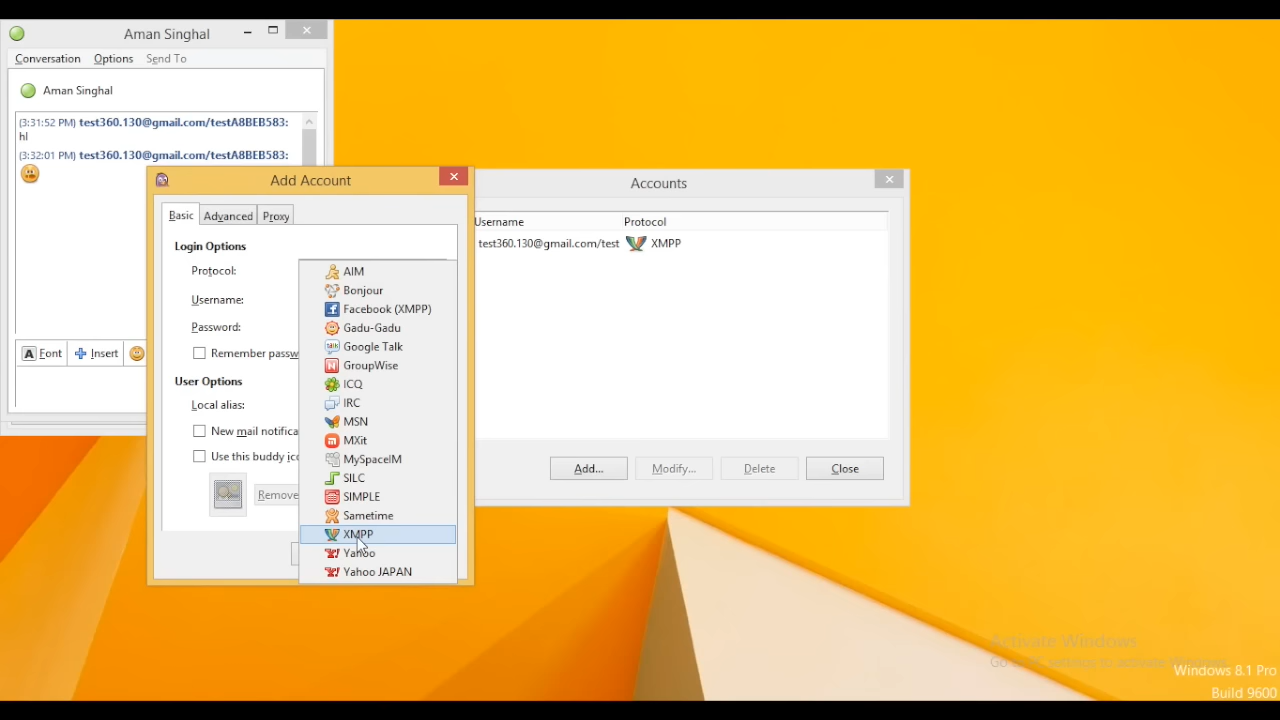 Aman Singhal
Conversation Options Send To
Aman Singhal
(3:31:52 PM) test360.130@gmail.com/testA8BEB583:
hI
(3:32:01 PM) test360.130@gmail.com/testA8BEB583:
Font Insert
Add Account
Basic Advanced Proxy
Login Options
Protocol:
Username:
Password:
Remember passw
User Options
Local alias:
New mail notifica
Use this buddy ico
Remove
AIM
Bonjour
Facebook (XMPP)
Gadu-Gadu
Google Talk
GroupWise
ICQ
IRC
MSN
MXit
MySpaceIM
SILC
SIMPLE
Sametime
XMPP
Yahoo
Yahoo JAPAN
Accounts
Username Protocol
test360.130@gmail.com/test XMPP
Add... Modify... Delete Close
Activate Windows
Windows 8.1 Pro
Build 9600